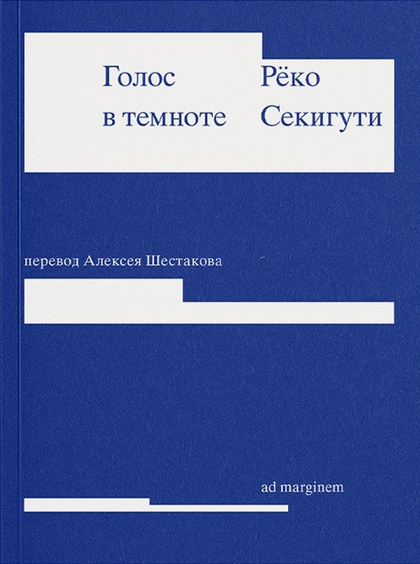 Голос
в темноте
Рёко
Секигути
перевод Алексея Шестакова
ad marginem